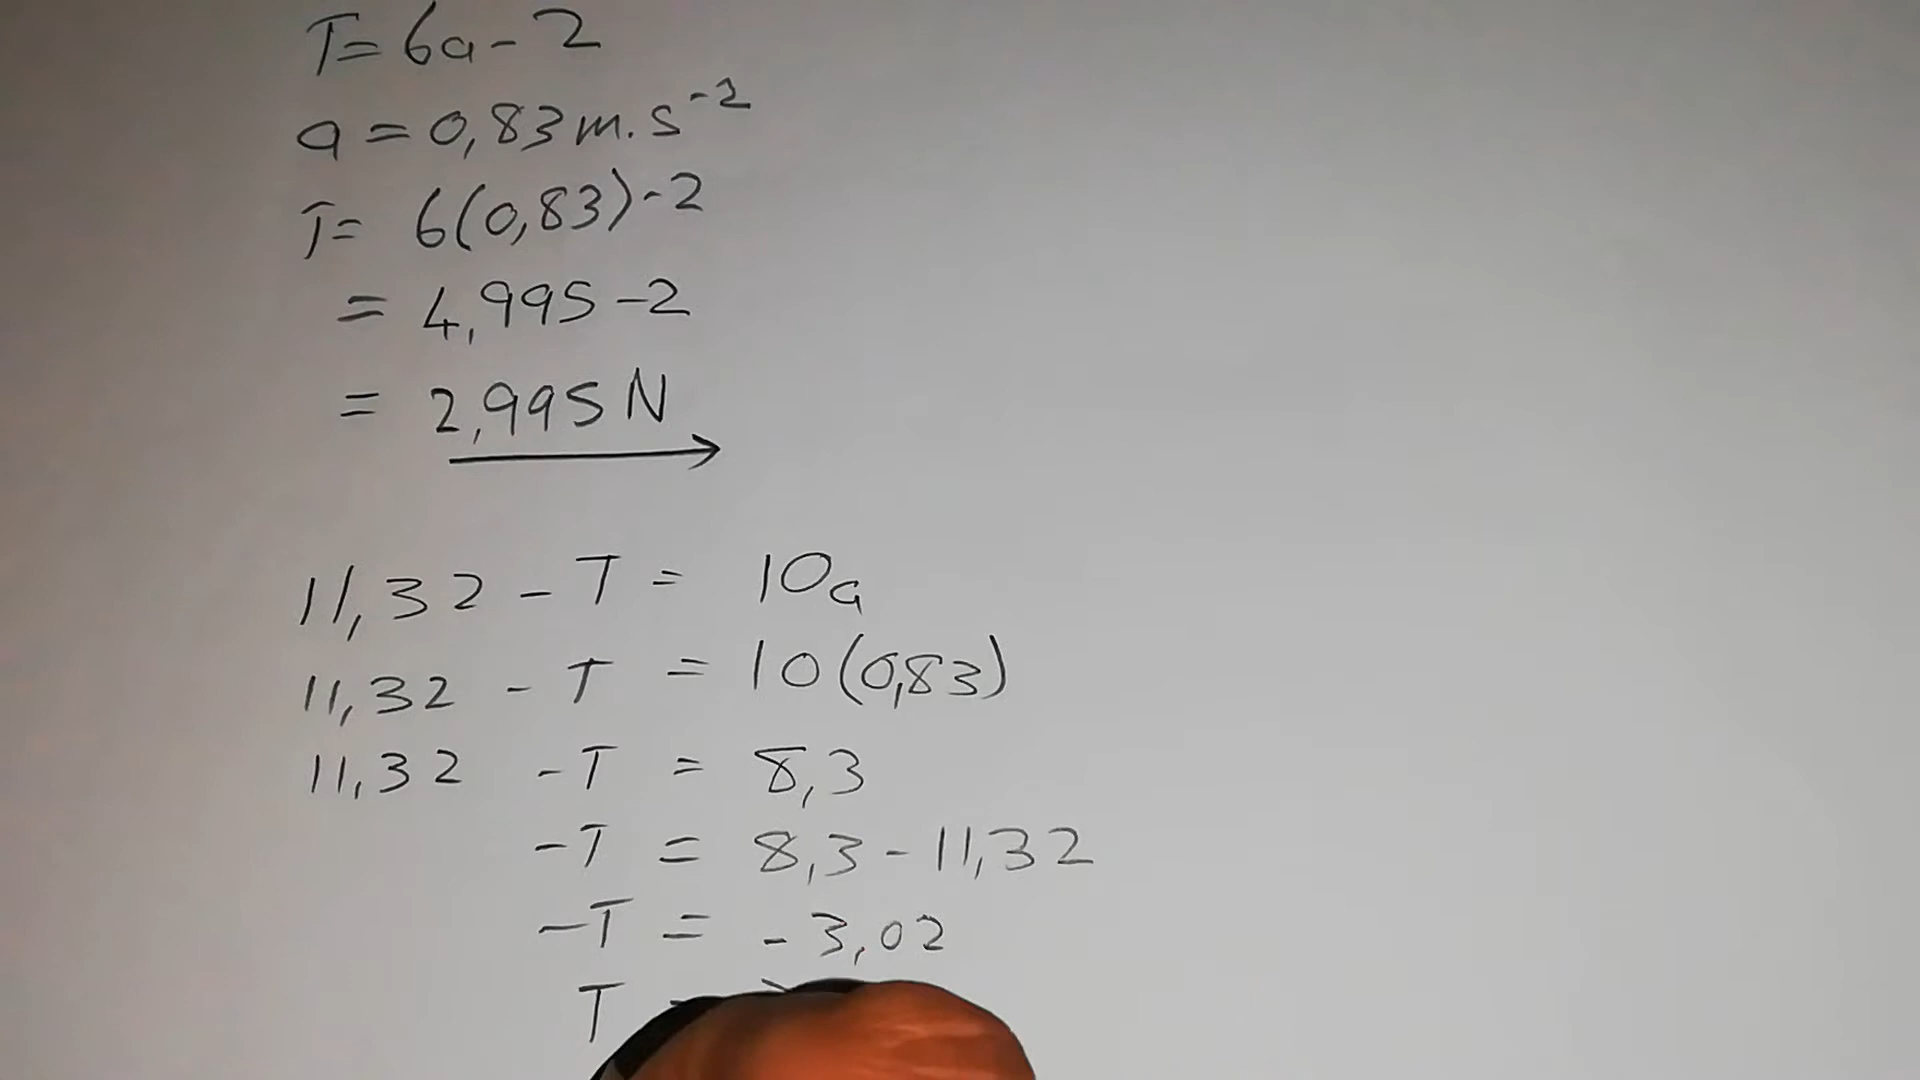 T= 6a - 2
a = 0,83 m.s⁻²
T= 6(0,83)-2
= 4,995 -2
= 2,995 N
11,32 - T = 10a
11,32 - T = 10(0,83)
11,32 -T = 8,3
-T = 8,3 - 11,32
-T = -3,02
T